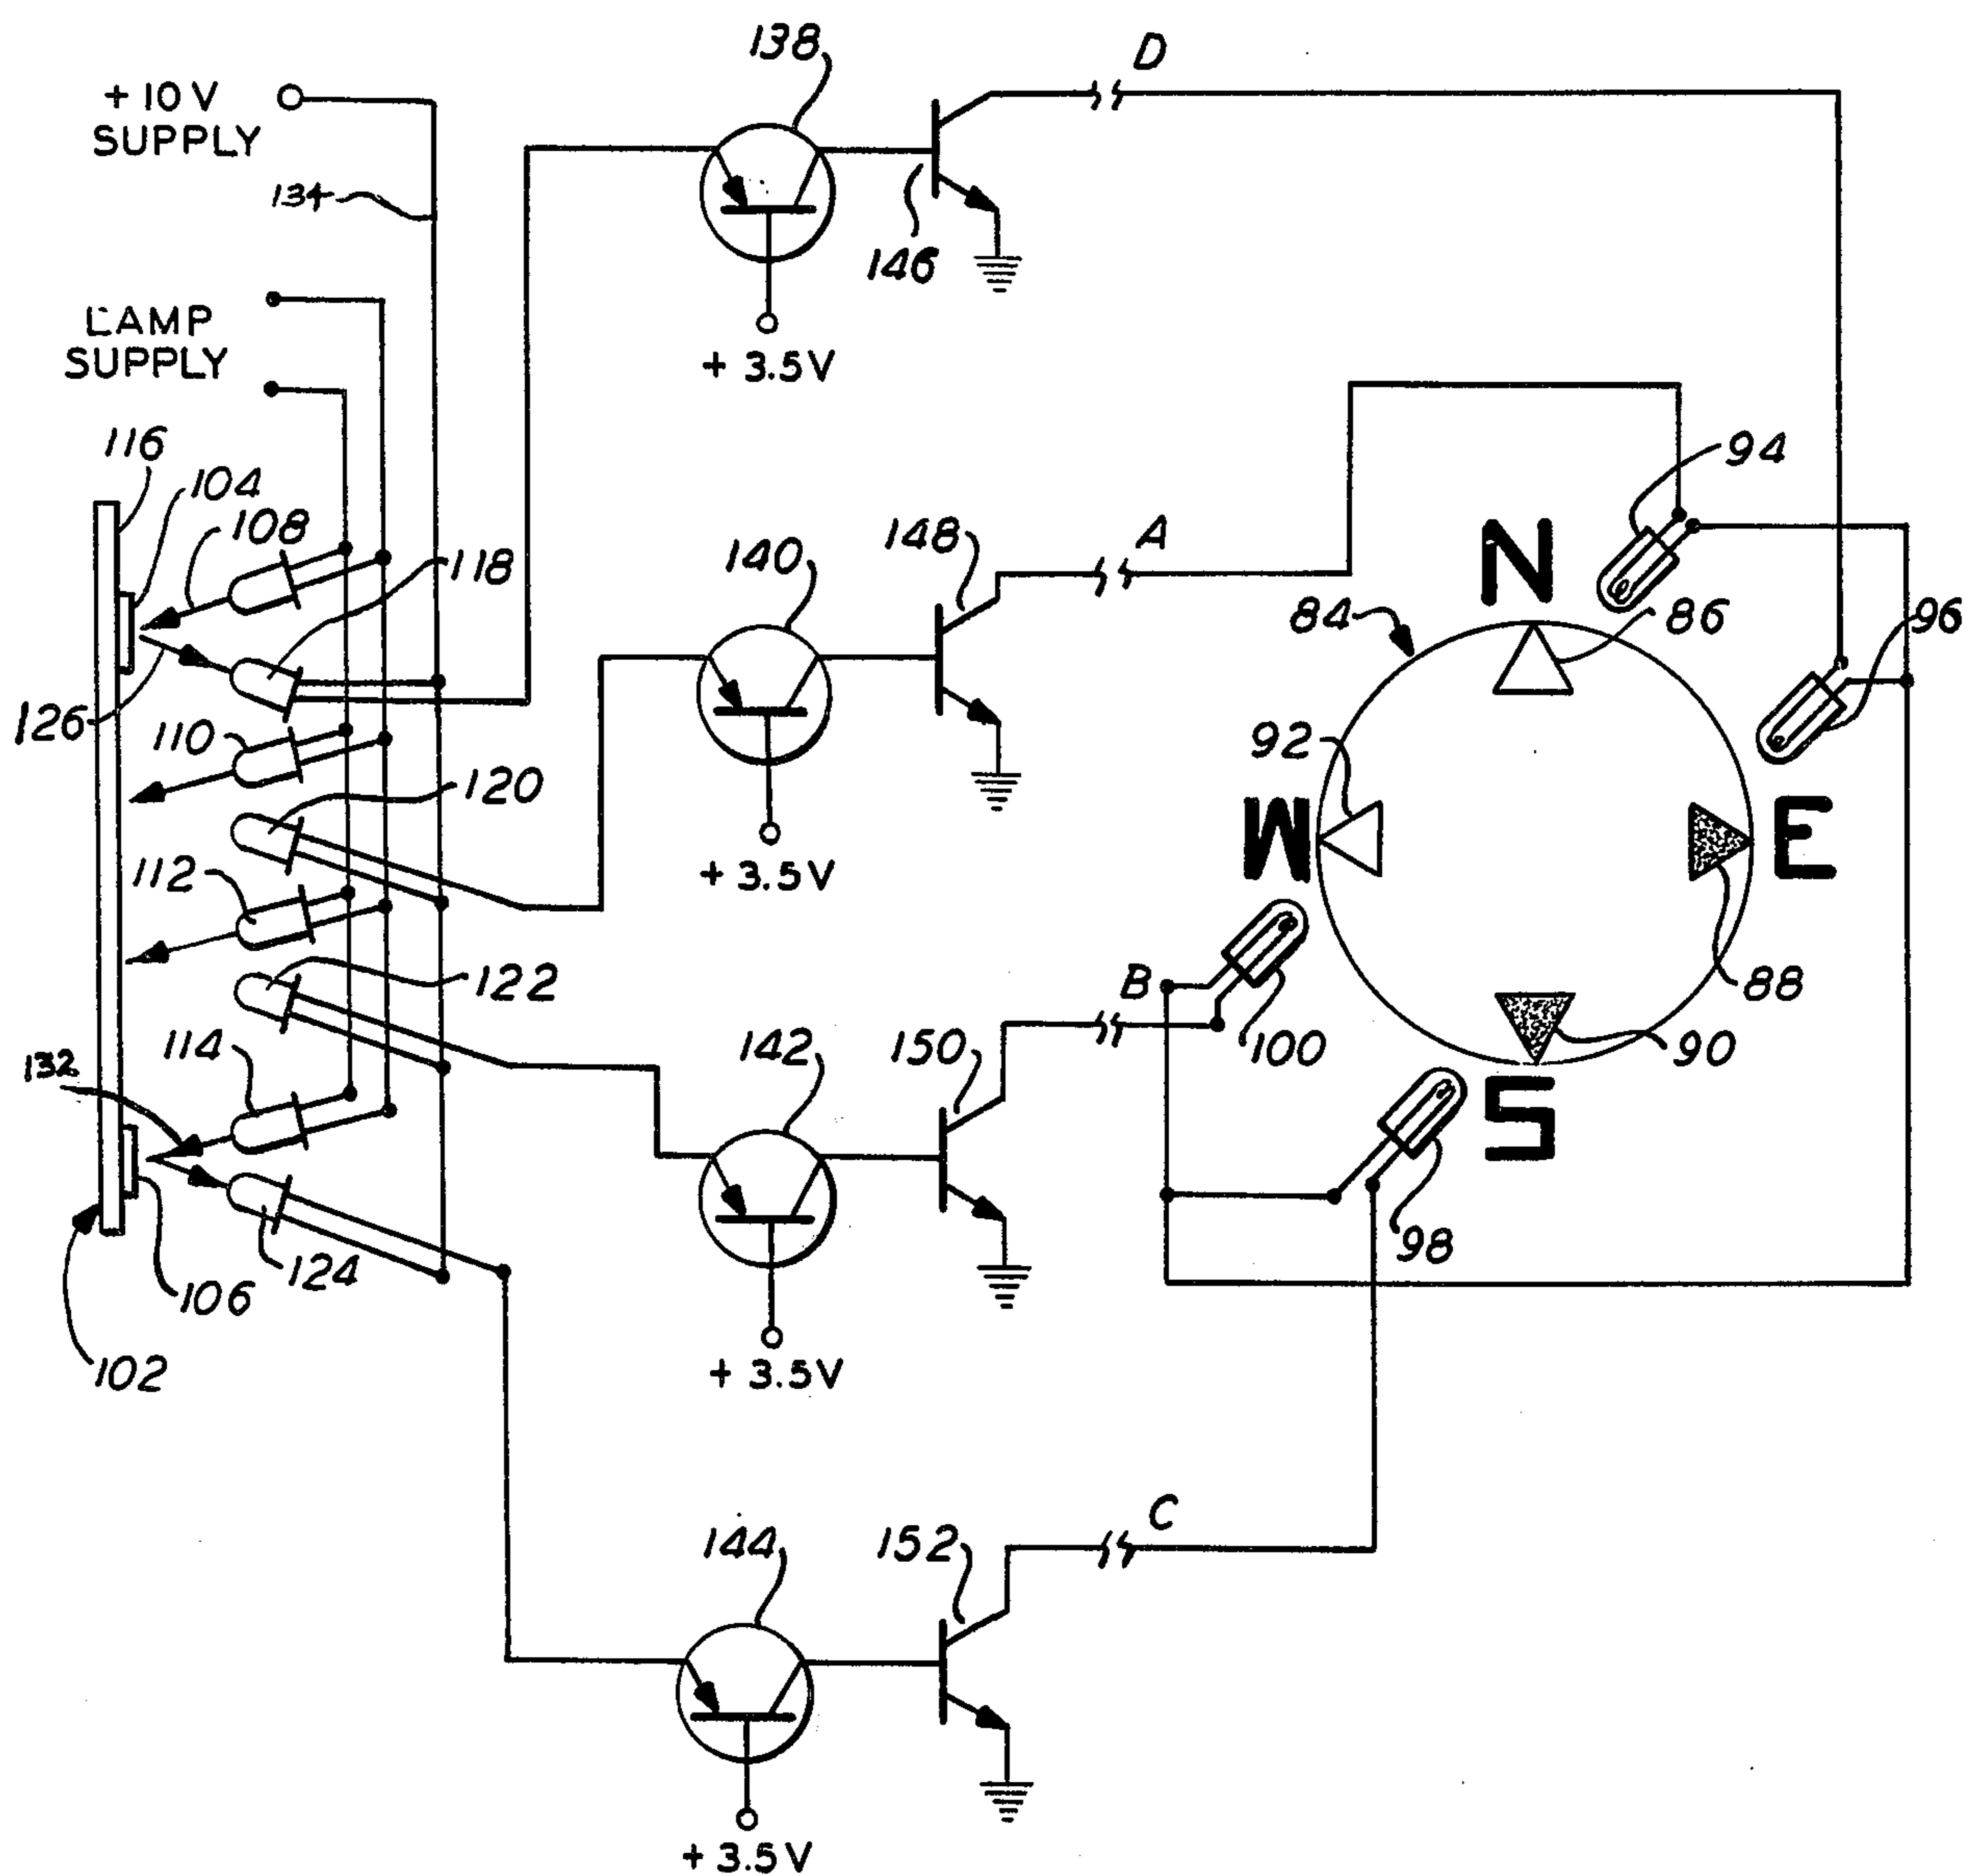 138
D
+10V
SUPPLY
134
146
+ 3.5V
LAMP
SUPPLY
116
104
108
118
94
A
148
140
N
84
86
96
126
110
92
120
W
E
112
+ 3.5V
122
B
88
100
90
114
142
150
132
S
98
124
106
102
+ 3.5V
C
144
152
+3.5V